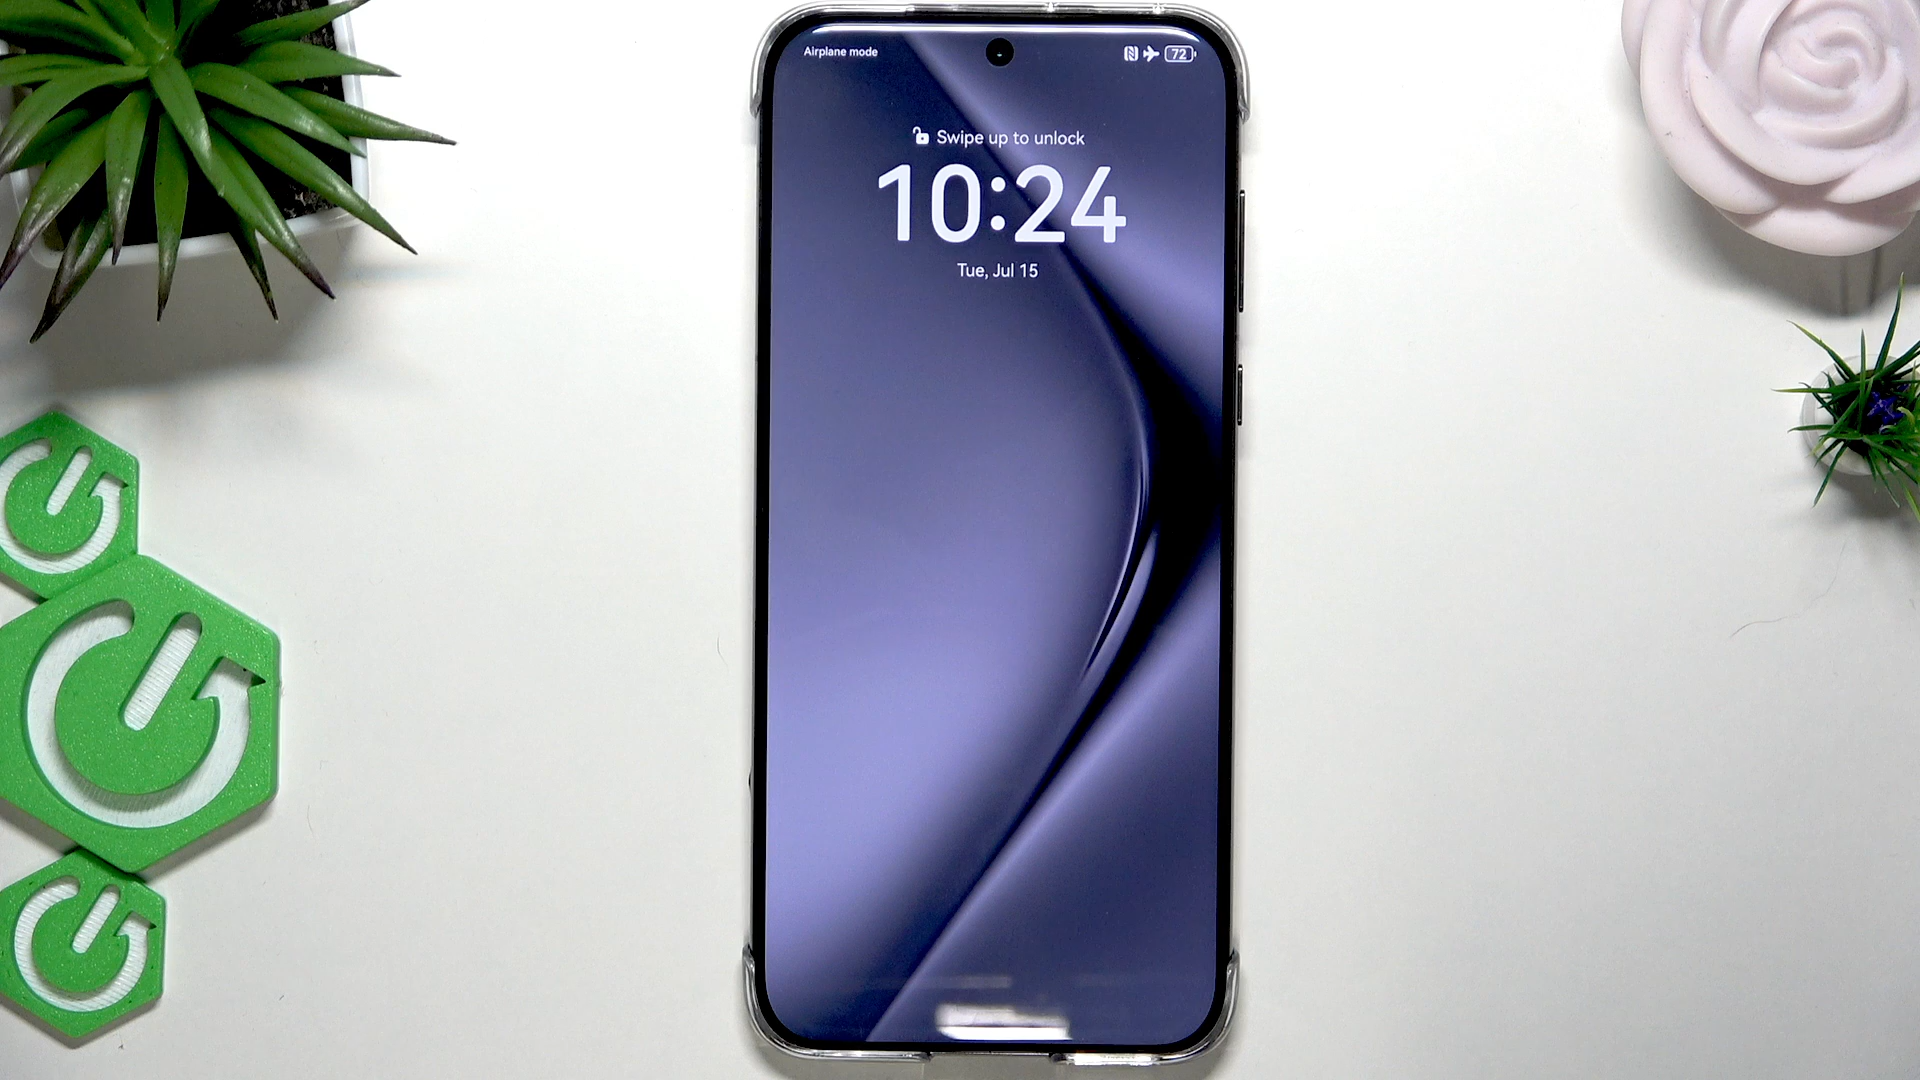 Airplane mode
72
Swipe up to unlock
10:24
Tue, Jul 15